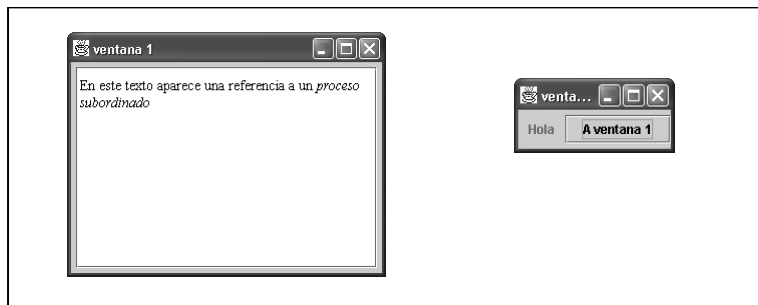 ventana 1
En este texto aparece una referencia a un proceso
subordinado
venta...
Hola
A ventana 1